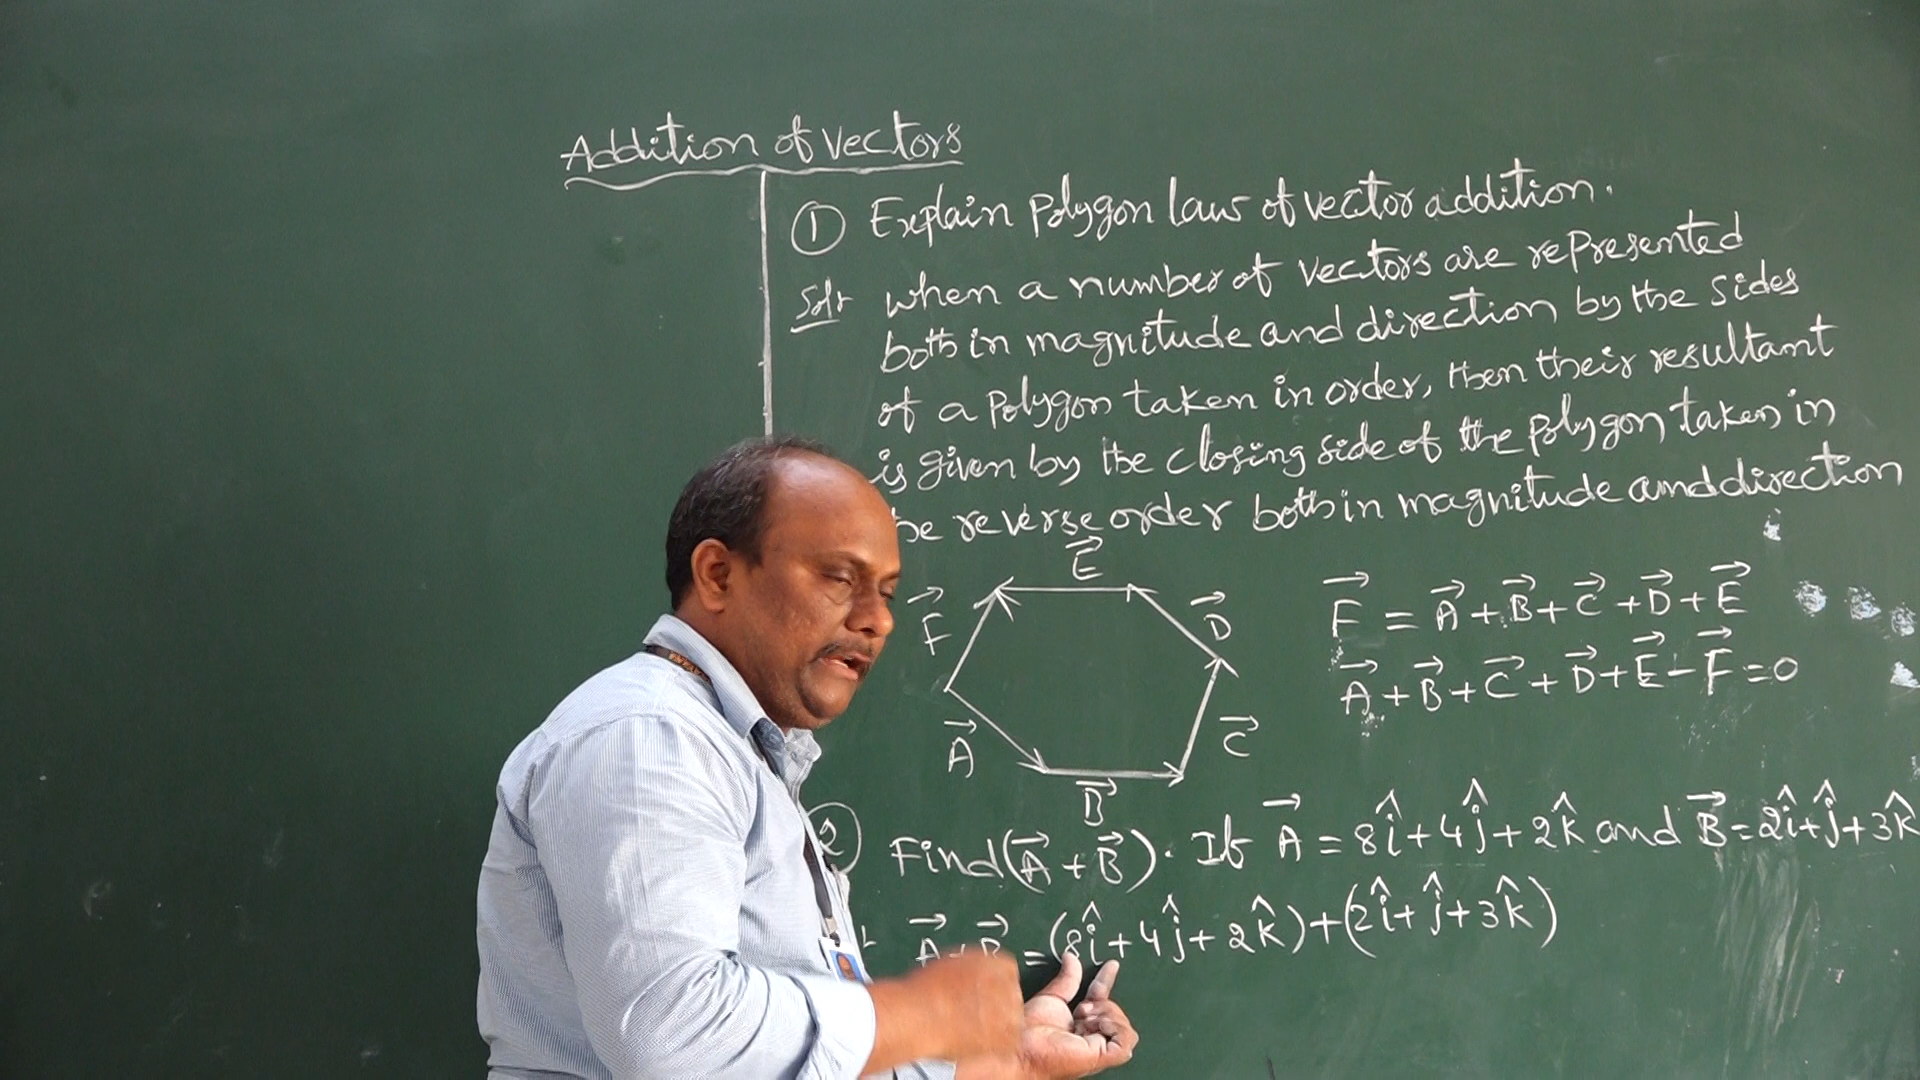 Addition of vectors
① Explain polygon law of vector addition.
Sol: when a number of vectors are represented
both in magnitude and direction by the sides
of a polygon taken in order, then their resultant
is given by the closing side of the polygon taken in
reverse order both in magnitude and direction
E⃗
F⃗
D⃗
A⃗
C⃗
B⃗
F⃗ = A⃗ + B⃗ + C⃗ + D⃗ + E⃗
A⃗ + B⃗ + C⃗ + D⃗ + E⃗ - F⃗ = 0
② Find (A⃗ + B⃗). If A⃗ = 8î + 4ĵ + 2k̂ and B⃗ = 2î + ĵ + 3k̂
A⃗ + B⃗ = (8î + 4ĵ + 2k̂) + (2î + ĵ + 3k̂)